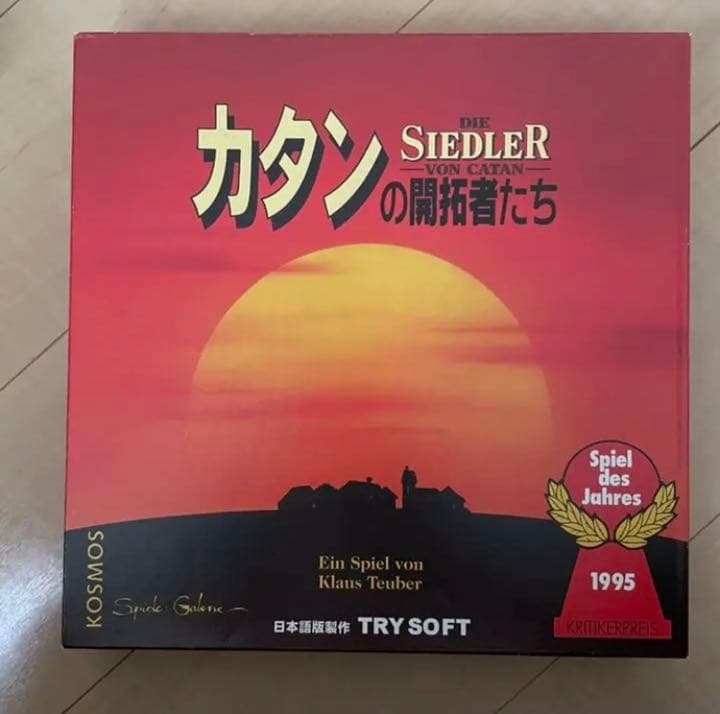 カタン
DIE
SIEDLER
VON CATAN
の開拓者たち
Spiel
des
Jahres
1995
KRITIKERPREIS
Ein Spiel von
Klaus Teuber
KOSMOS
Spiele Galerie
日本語版製作 TRY SOFT